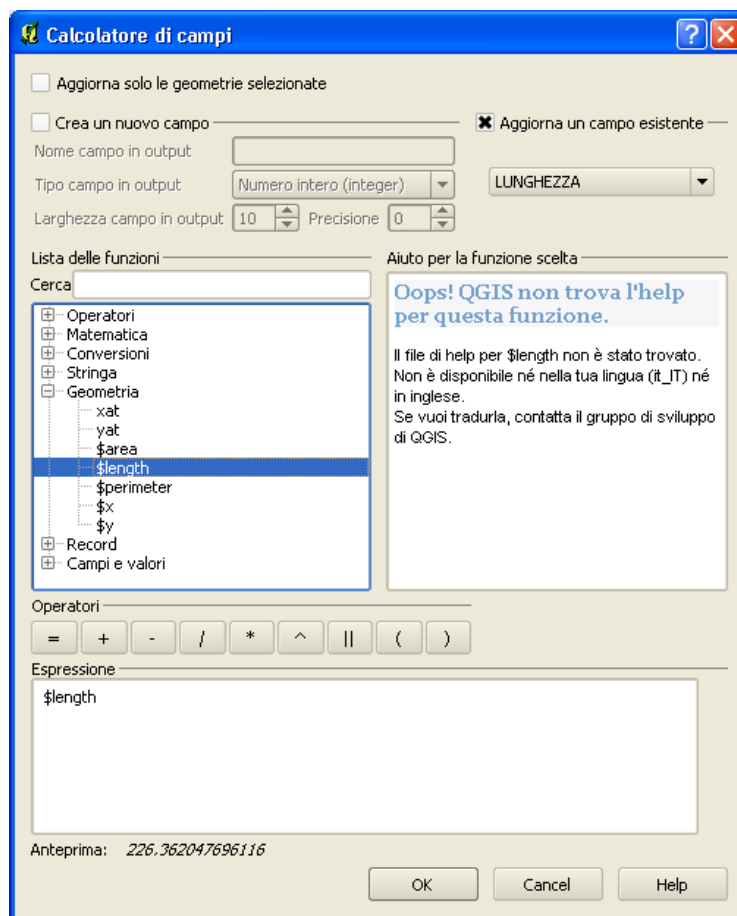 Calcolatore di campi
Aggiorna solo le geometrie selezionate
Crea un nuovo campo
Aggiorna un campo esistente
Nome campo in output
Tipo campo in output
Numero intero (integer)
LUNGHEZZA
Larghezza campo in output
10
Precisione
0
Lista delle funzioni
Cerca
Operatori
Matematica
Conversioni
Stringa
Geometria
xat
yat
$area
$length
$perimeter
$x
$y
Record
Campi e valori
Aiuto per la funzione scelta
Oops! QGIS non trova l'help
per questa funzione.
Il file di help per $length non è stato trovato.
Non è disponibile né nella tua lingua (it_IT) né
in inglese.
Se vuoi tradurla, contatta il gruppo di sviluppo
di QGIS.
Operatori
= + - / * ^ || ( )
Espressione
$length
Anteprima: 226,362047696116
OK Cancel Help